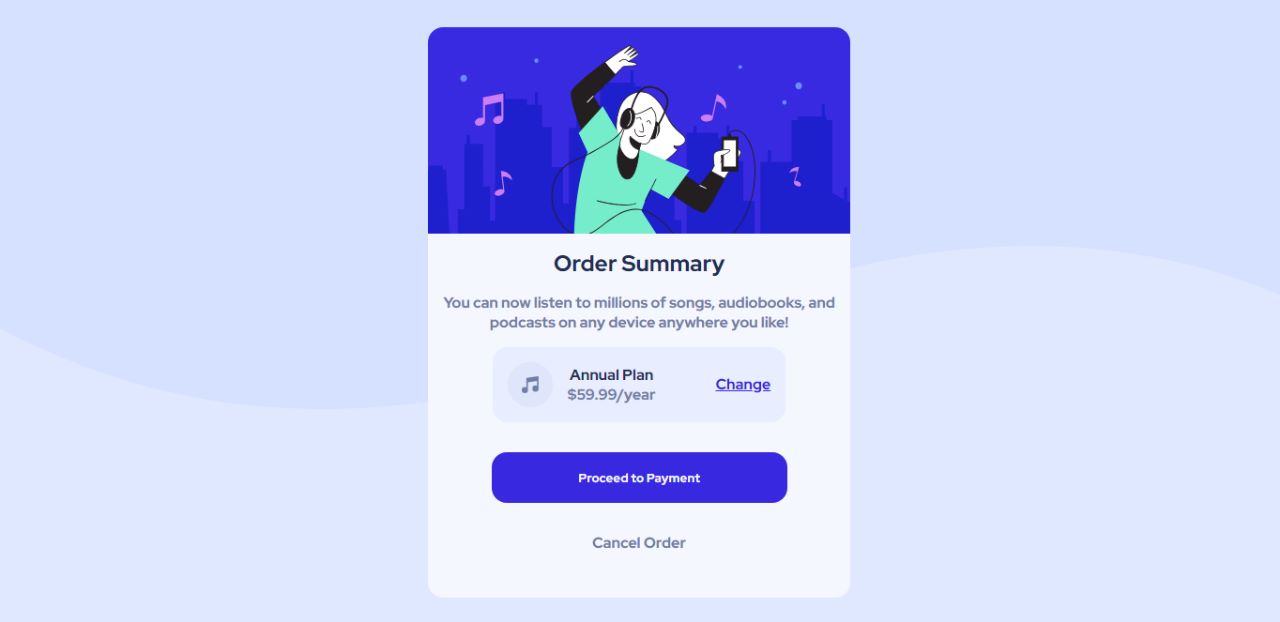 Order Summary
You can now listen to millions of songs, audiobooks, and
podcasts on any device anywhere you like!
Annual Plan
$59.99/year
Change
Proceed to Payment
Cancel Order